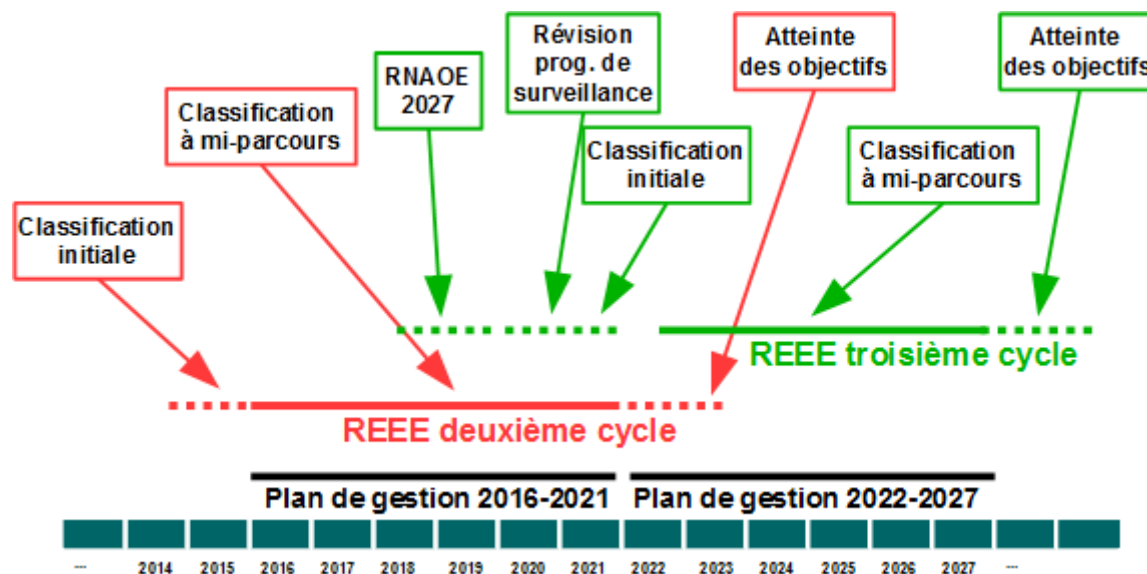 Classification
initiale
Classification
à mi-parcours
RNAOE
2027
Révision
prog. de
surveillance
Classification
initiale
Atteinte
des objectifs
Classification
à mi-parcours
Atteinte
des objectifs
REEE troisième cycle
REEE deuxième cycle
Plan de gestion 2016-2021
Plan de gestion 2022-2027
--- 2014 2015 2016 2017 2018 2019 2020 2021 2022 2023 2024 2025 2026 2027 ---